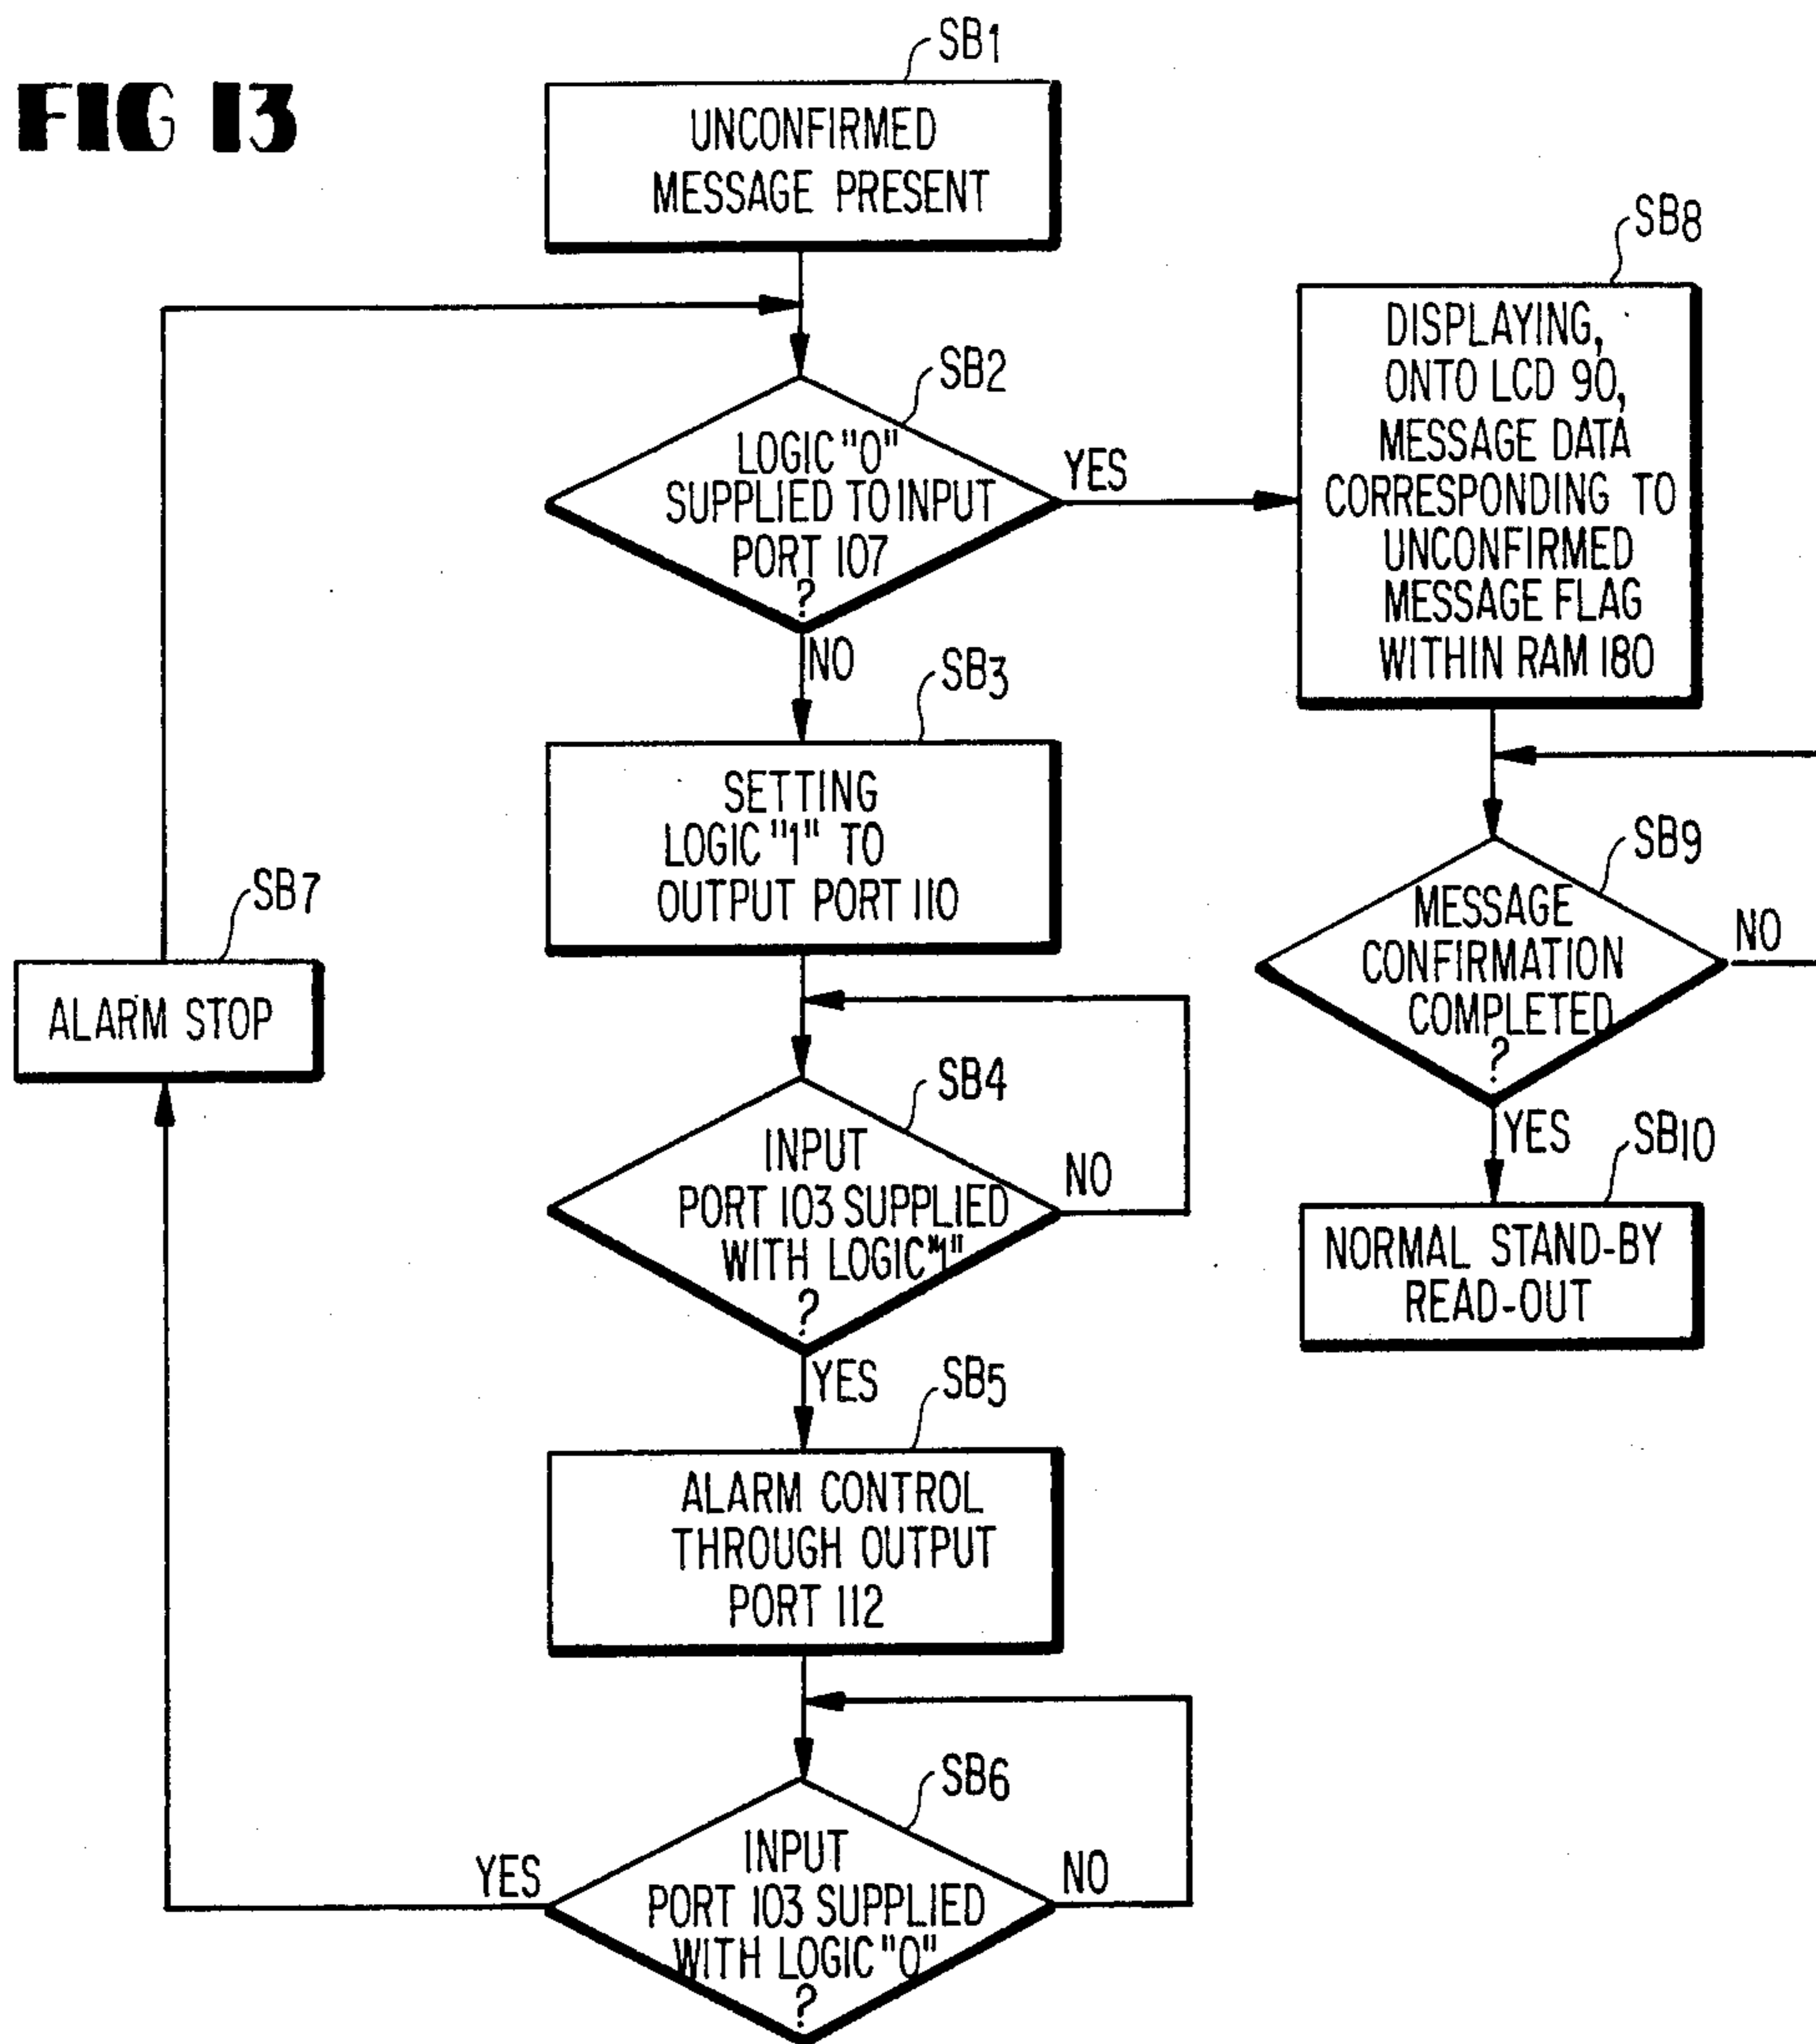 FIG 13
SB1
UNCONFIRMED
MESSAGE PRESENT
SB2
LOGIC "0"
SUPPLIED TO INPUT
PORT 107
?
YES
NO
SB8
DISPLAYING,
ONTO LCD 90,
MESSAGE DATA
CORRESPONDING TO
UNCONFIRMED
MESSAGE FLAG
WITHIN RAM 180
SB3
SETTING
LOGIC "1" TO
OUTPUT PORT 110
SB9
MESSAGE
CONFIRMATION
COMPLETED
?
NO
YES
SB7
ALARM STOP
SB4
INPUT
PORT 103 SUPPLIED
WITH LOGIC "1"
?
NO
YES
SB10
NORMAL STAND-BY
READ-OUT
SB5
ALARM CONTROL
THROUGH OUTPUT
PORT 112
SB6
INPUT
PORT 103 SUPPLIED
WITH LOGIC "0"
?
YES
NO